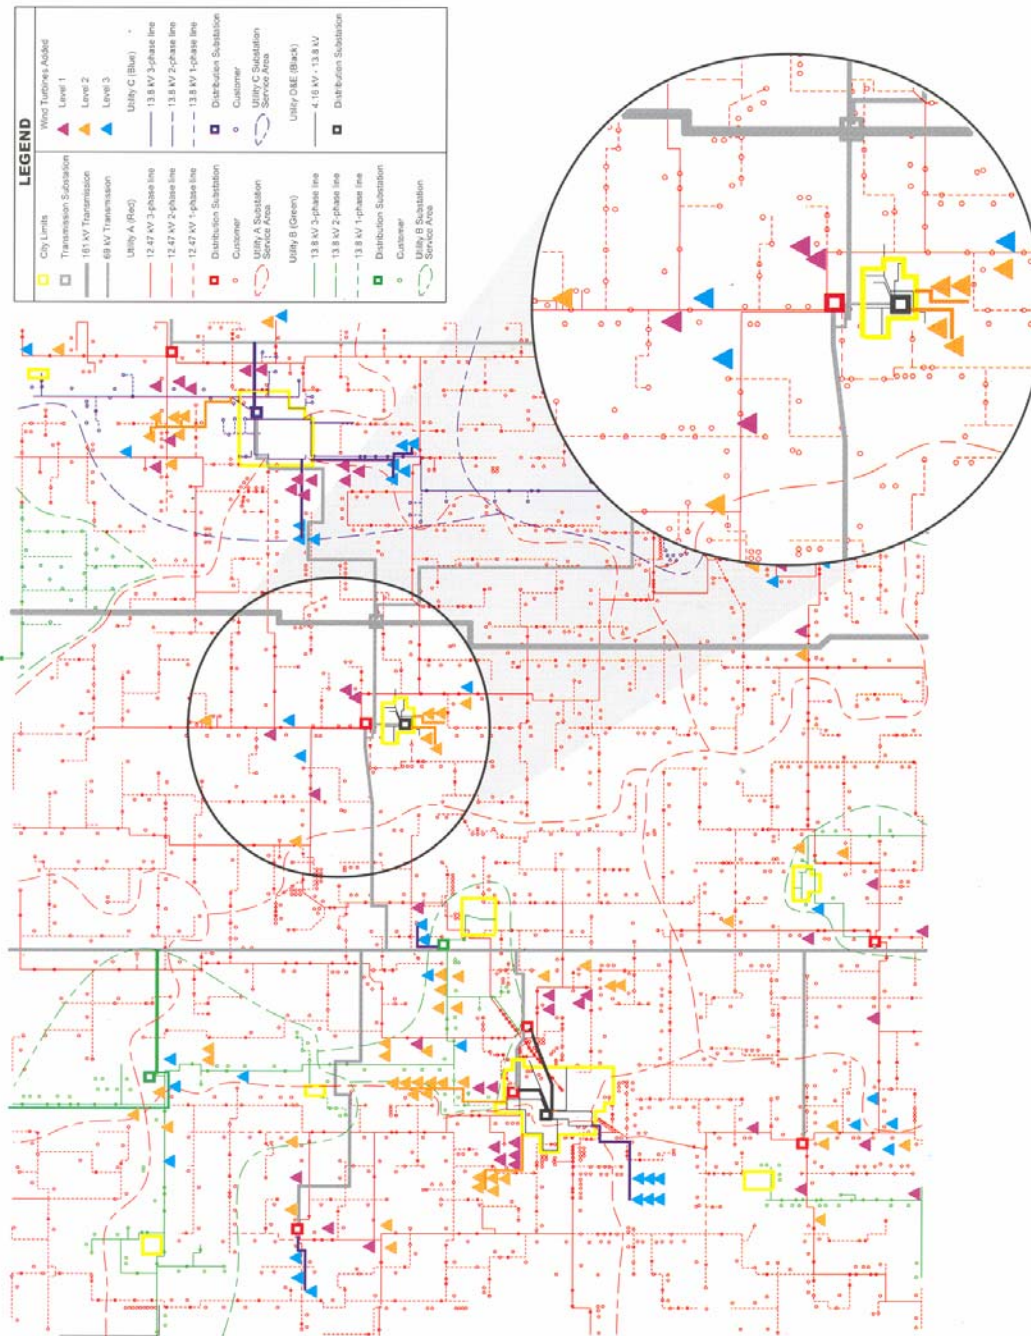 LEGEND
City Limits
Transmission Substation
161 kV Transmission
69 kV Transmission
Utility A (Red)
12.47 kV 3-phase line
12.47 kV 2-phase line
12.47 kV 1-phase line
Distribution Substation
Customer
Utility A Substation
Service Area
Utility B (Green)
13.8 kV 3-phase line
13.8 kV 2-phase line
13.8 kV 1-phase line
Distribution Substation
Customer
Utility B Substation
Service Area
Wind Turbines Added
Level 1
Level 2
Level 3
Utility C (Blue)
13.8 kV 3-phase line
13.8 kV 2-phase line
13.8 kV 1-phase line
Distribution Substation
Customer
Utility C Substation
Service Area
Utility D&E (Black)
4.16 kV - 13.8 kV
Distribution Substation